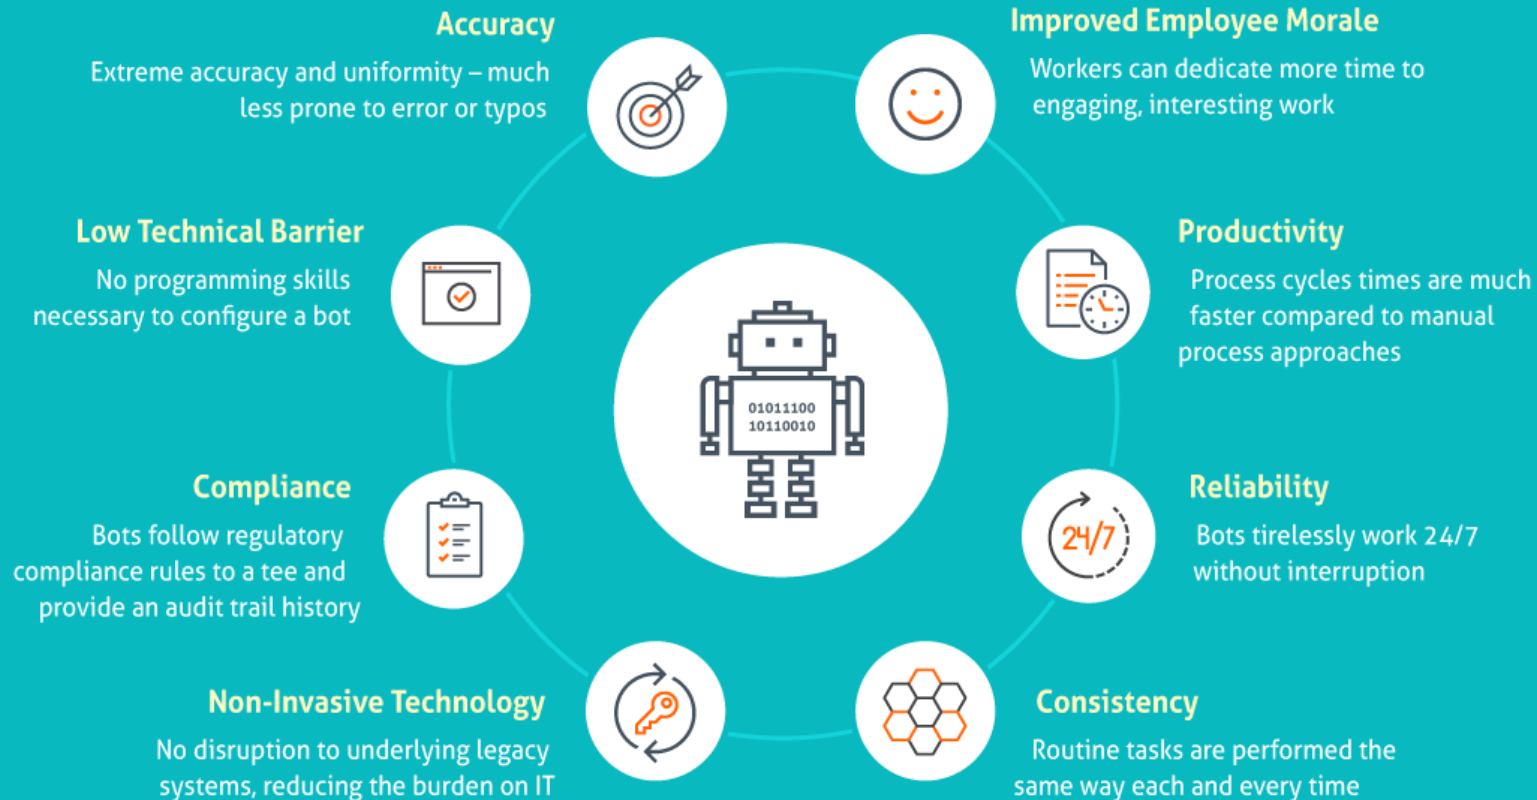 Accuracy
Extreme accuracy and uniformity – much
less prone to error or typos
Improved Employee Morale
Workers can dedicate more time to
engaging, interesting work
Low Technical Barrier
No programming skills
necessary to configure a bot
Productivity
Process cycles times are much
faster compared to manual
process approaches
01011100
10110010
Compliance
Bots follow regulatory
compliance rules to a tee and
provide an audit trail history
Reliability
Bots tirelessly work 24/7
without interruption
24/7
Non-Invasive Technology
No disruption to underlying legacy
systems, reducing the burden on IT
Consistency
Routine tasks are performed the
same way each and every time